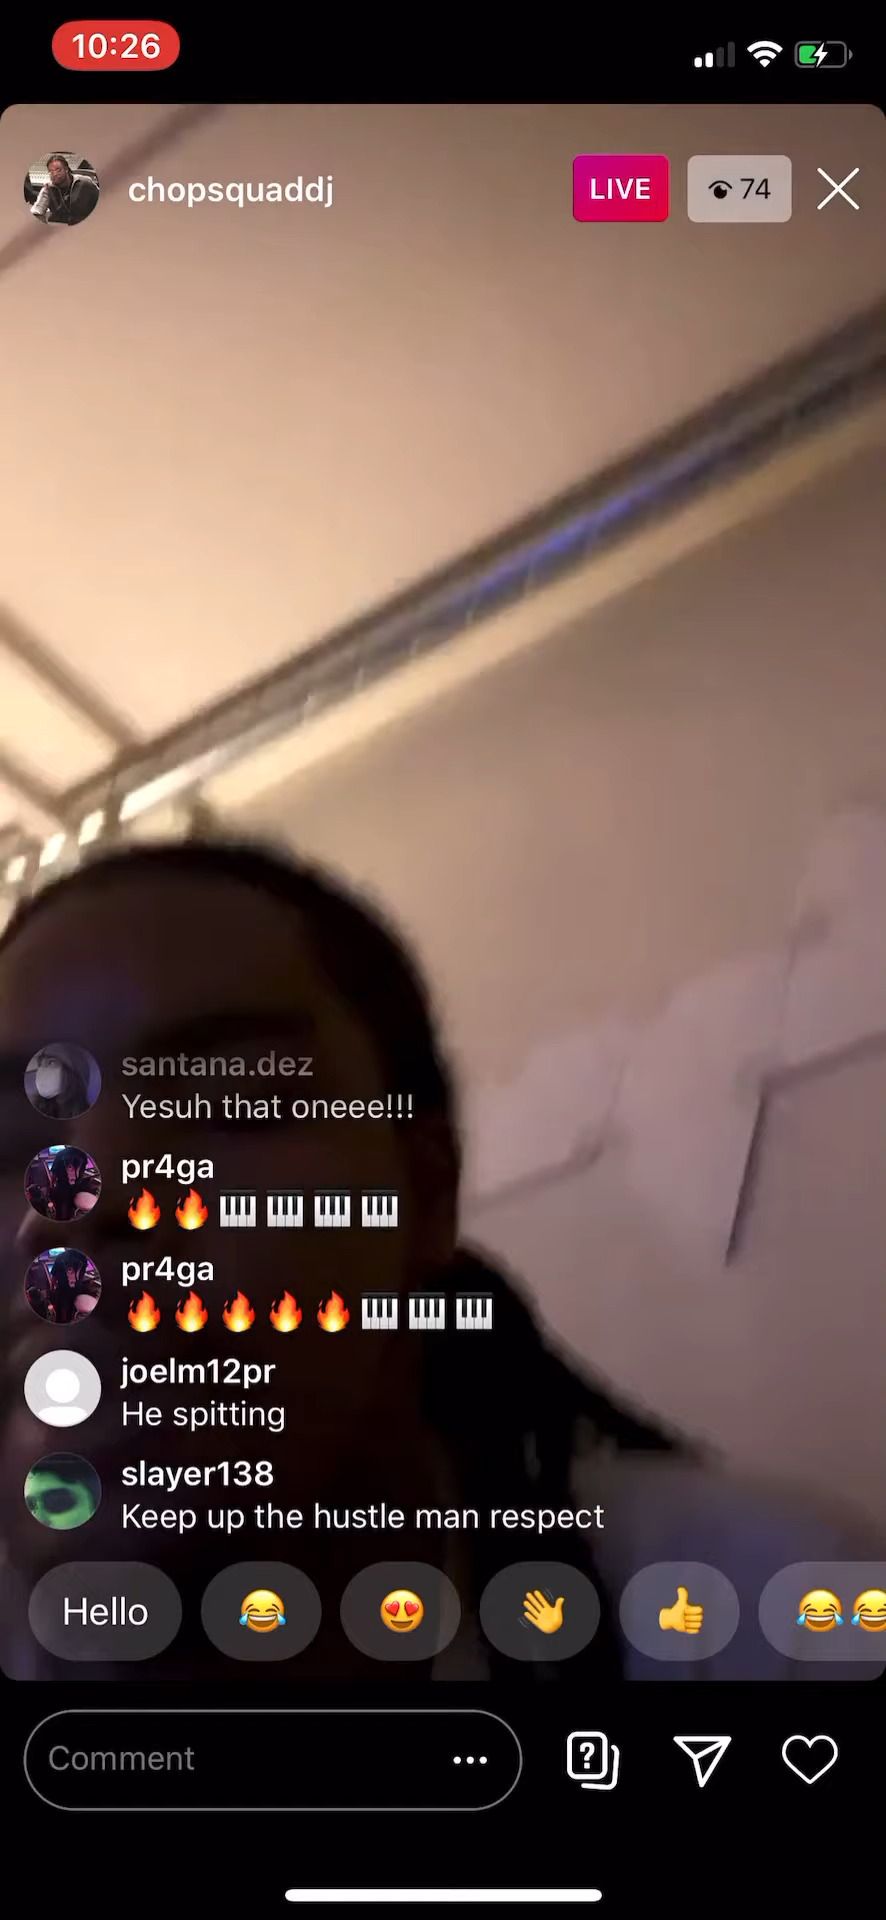 10:26
chopsquaddj
LIVE
74
santana.dez
Yesuh that oneee!!!
pr4ga
🔥🔥🎹🎹🎹🎹
pr4ga
🔥🔥🔥🔥🔥🎹🎹🎹
joelm12pr
He spitting
slayer138
Keep up the hustle man respect
Hello 😂 😍 👋 👍 😂😂
Comment